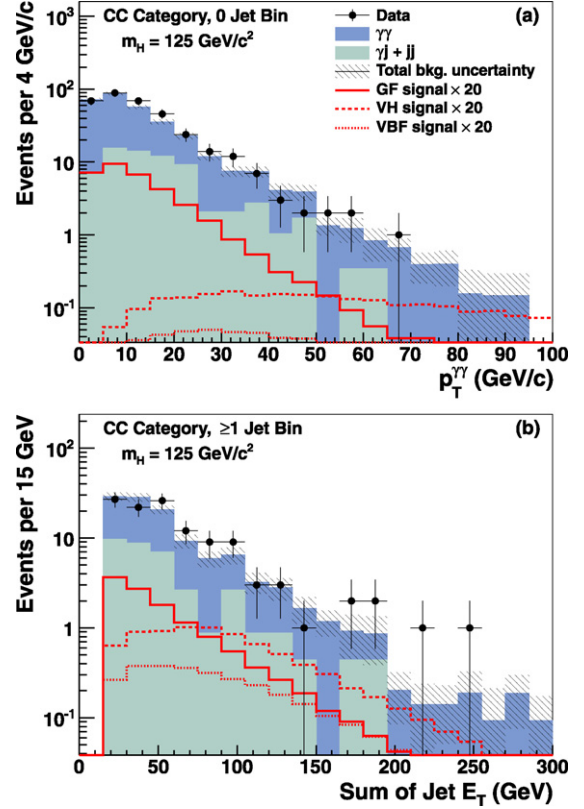 CC Category, 0 Jet Bin
m_H = 125 GeV/c²
(a)
Data
γγ
γj + jj
Total bkg. uncertainty
GF signal × 20
VH signal × 20
VBF signal × 20
Events per 4 GeV/c
10³
10²
10
1
10⁻¹
0 10 20 30 40 50 60 70 80 90 100
p_T^γγ (GeV/c)
CC Category, ≥1 Jet Bin
m_H = 125 GeV/c²
(b)
Events per 15 GeV
10²
10
1
10⁻¹
0 50 100 150 200 250 300
Sum of Jet E_T (GeV)